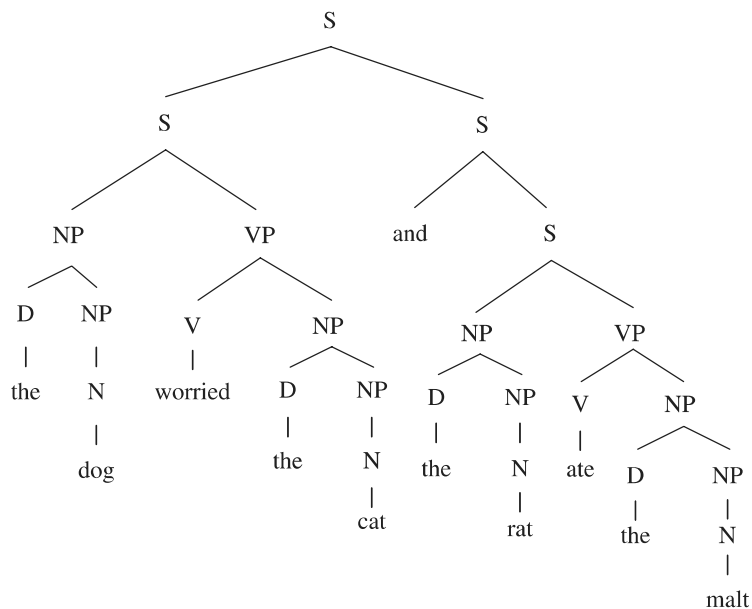 S
S S
NP VP and S
D NP V NP NP VP
the N worried D NP D NP V NP
dog the N the N ate D NP
cat rat the N
malt